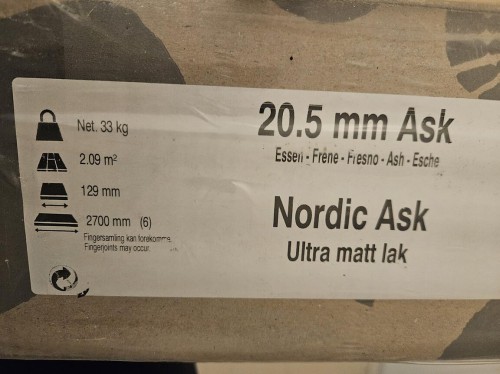 20.5 mm Ask
Essen - Frêne - Fresno - Ash - Esche
Nordic Ask
Ultra matt lak
Net. 33 kg
2.09 m²
129 mm
2700 mm (6)
Fingersamling kan forekomme.
Fingerjoints may occur.